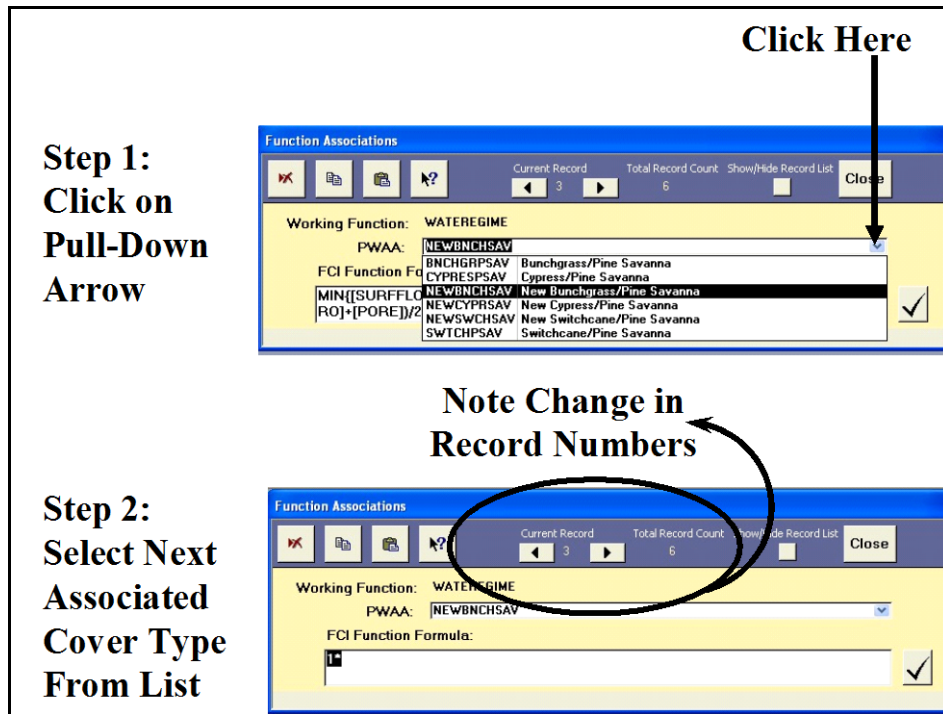 Click Here
Step 1:
Click on
Pull-Down
Arrow
Function Associations
Current Record
3
Total Record Count
6
Show/Hide Record List
Close
Working Function: WATEREGIME
PWAA: NEWBNCHSAV
BNCHGRPSAV Bunchgrass/Pine Savanna
CYPRESPSAV Cypress/Pine Savanna
NEWBNCHSAV New Bunchgrass/Pine Savanna
NEWCYPRSAV New Cypress/Pine Savanna
NEWSWCHSAV New Switchcane/Pine Savanna
SWTCHPSAV Switchcane/Pine Savanna
FCI Function Fo
MIN{[SURFFLO
RO]+[PORE])/2
Note Change in
Record Numbers
Step 2:
Select Next
Associated
Cover Type
From List
Function Associations
Current Record
3
Total Record Count
6
Show/Hide Record List
Close
Working Function: WATEREGIME
PWAA: NEWBNCHSAV
FCI Function Formula:
1*